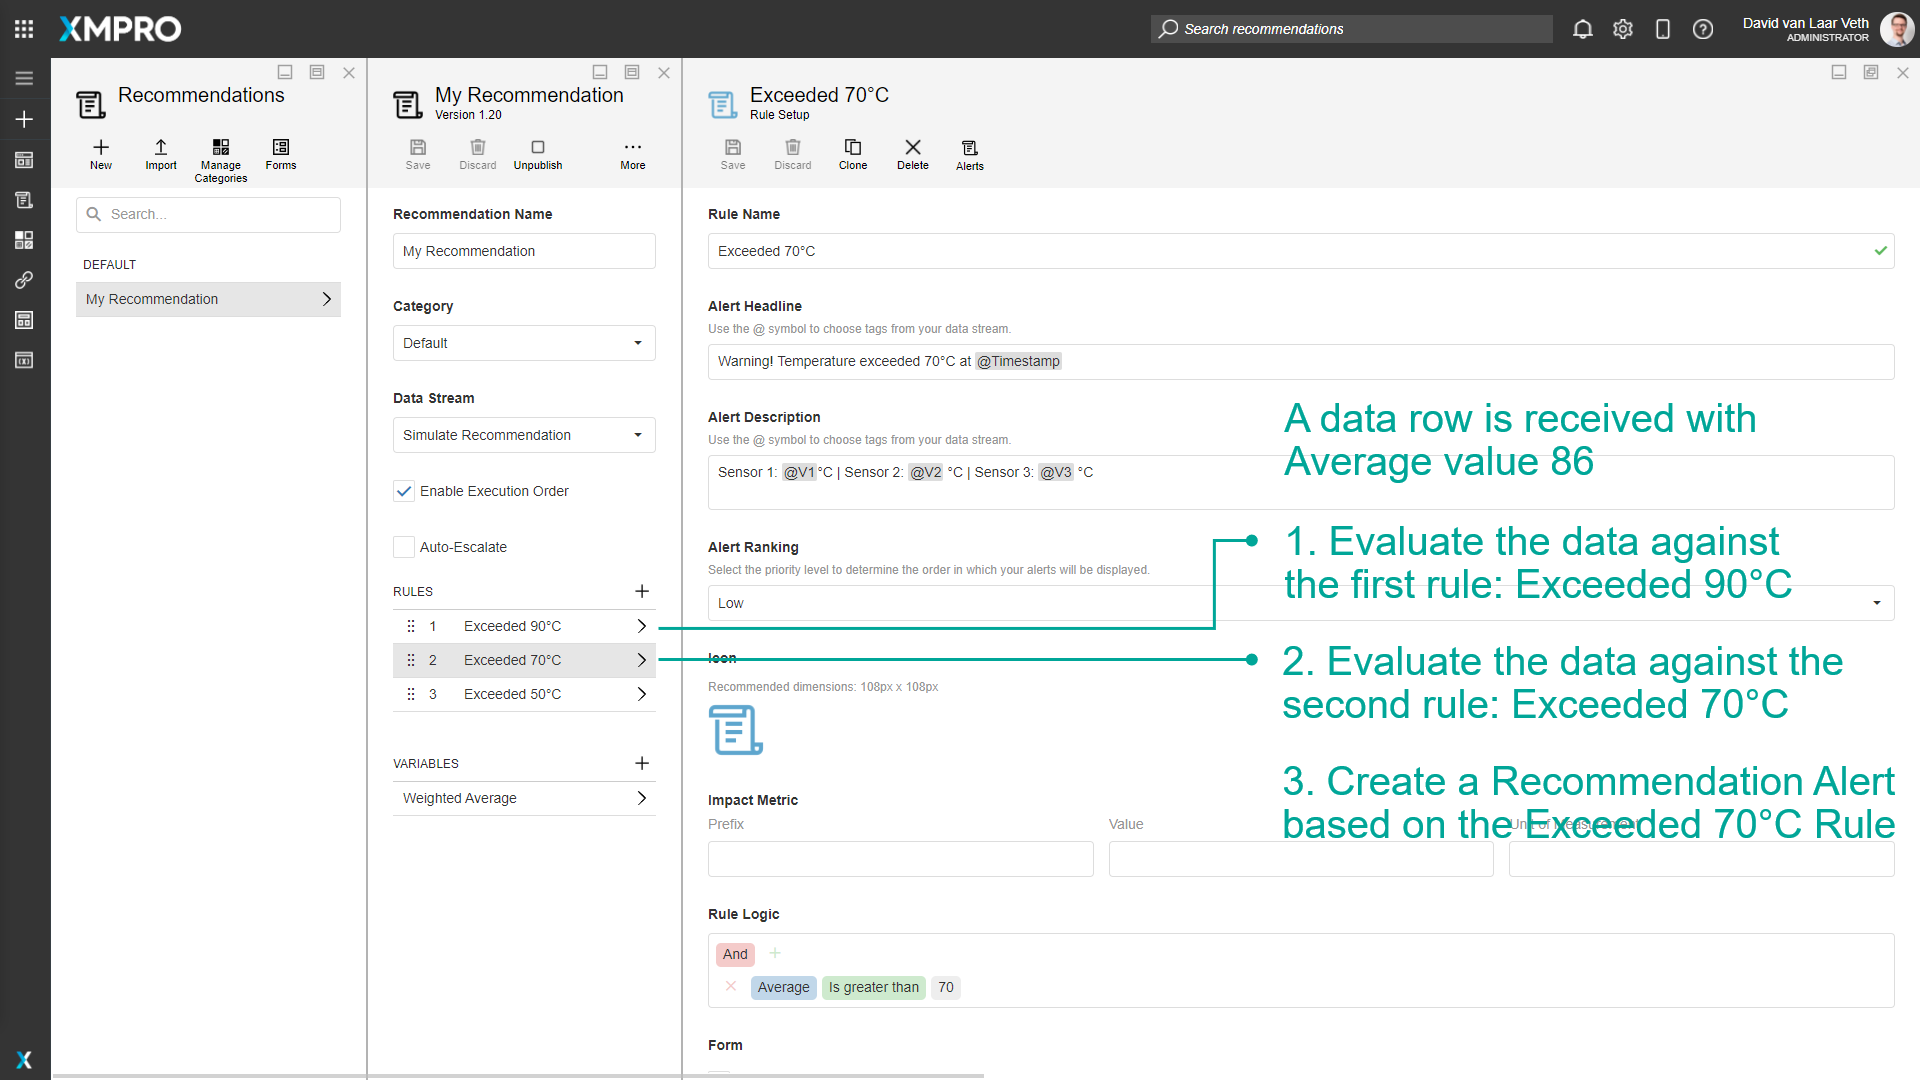 XMPRO
Search recommendations
David van Laar Veth
ADMINISTRATOR
Recommendations
New
Import
Manage
Categories
Forms
Search...
DEFAULT
My Recommendation
My Recommendation
Version 1.20
Save
Discard
Unpublish
More
Recommendation Name
My Recommendation
Category
Default
Data Stream
Simulate Recommendation
Enable Execution Order
Auto-Escalate
RULES
1 Exceeded 90°C
2 Exceeded 70°C
3 Exceeded 50°C
VARIABLES
Weighted Average
Exceeded 70°C
Rule Setup
Save
Discard
Clone
Delete
Alerts
Rule Name
Exceeded 70°C
Alert Headline
Use the @ symbol to choose tags from your data stream.
Warning! Temperature exceeded 70°C at @Timestamp
Alert Description
Use the @ symbol to choose tags from your data stream.
Sensor 1: @V1°C | Sensor 2: @V2 °C | Sensor 3: @V3 °C
Alert Ranking
Select the priority level to determine the order in which your alerts will be displayed.
Low
Icon
Recommended dimensions: 108px x 108px
Impact Metric
Prefix
Value
Unit of Measurement
Rule Logic
And
Average Is greater than 70
Form
A data row is received with
Average value 86
1. Evaluate the data against
the first rule: Exceeded 90°C
2. Evaluate the data against the
second rule: Exceeded 70°C
3. Create a Recommendation Alert
based on the Exceeded 70°C Rule
X